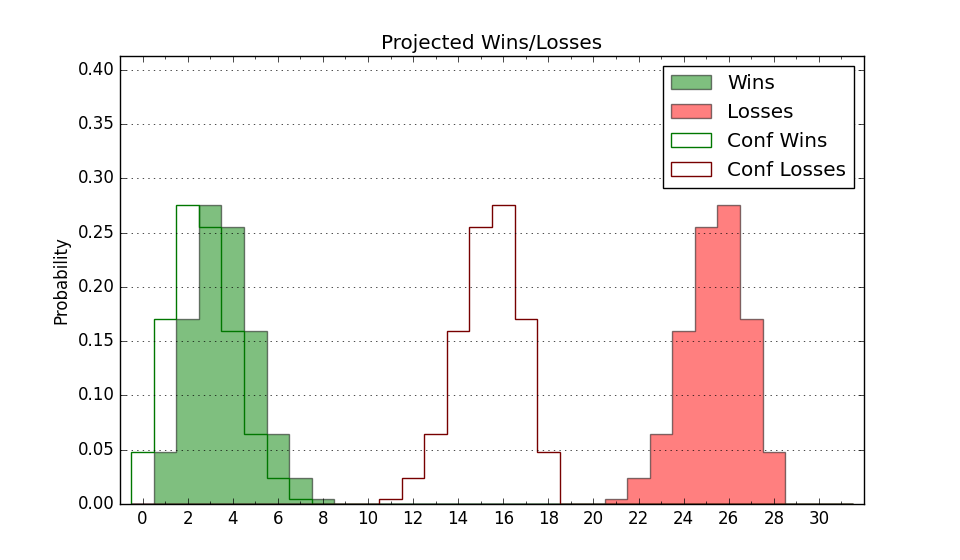 Projected Wins/Losses
0.40
0.35
0.30
0.25
0.20
0.15
0.10
0.05
0.00
Probability
Wins
Losses
Conf Wins
Conf Losses
0 2 4 6 8 10 12 14 16 18 20 22 24 26 28 30